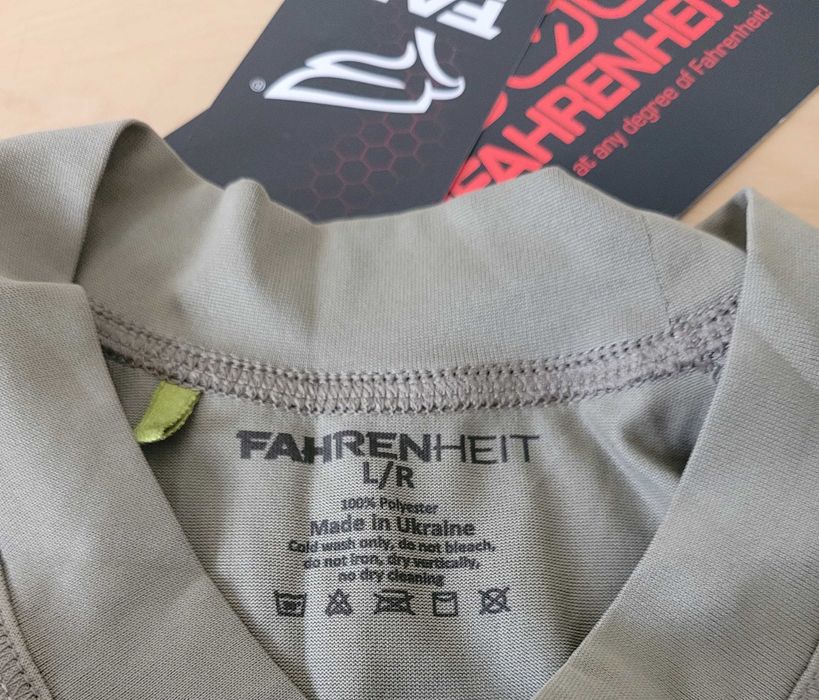 ®
FAHRENHEIT
at any degree of Fahrenheit!
FAHRENHEIT
L/R
100% Polyester
Made in Ukraine
Cold wash only, do not bleach,
do not iron, dry vertically,
no dry cleaning